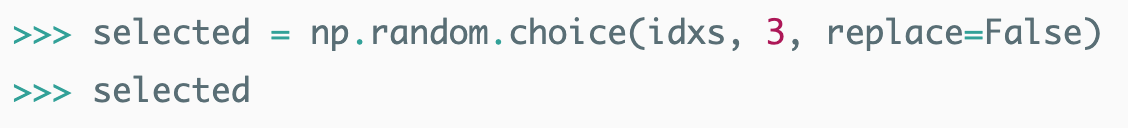 >>> selected = np.random.choice(idxs, 3, replace=False)
>>> selected